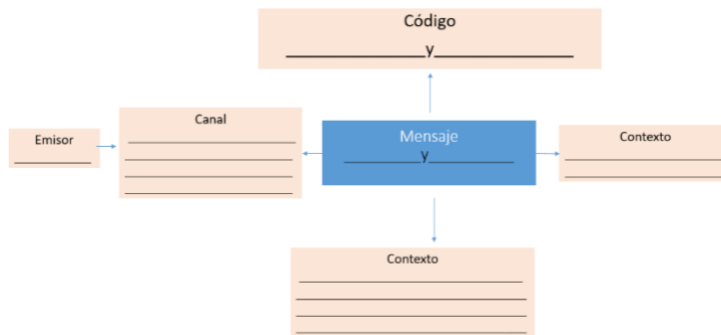 Código
y
Canal
Emisor
Mensaje
y
Contexto
Contexto